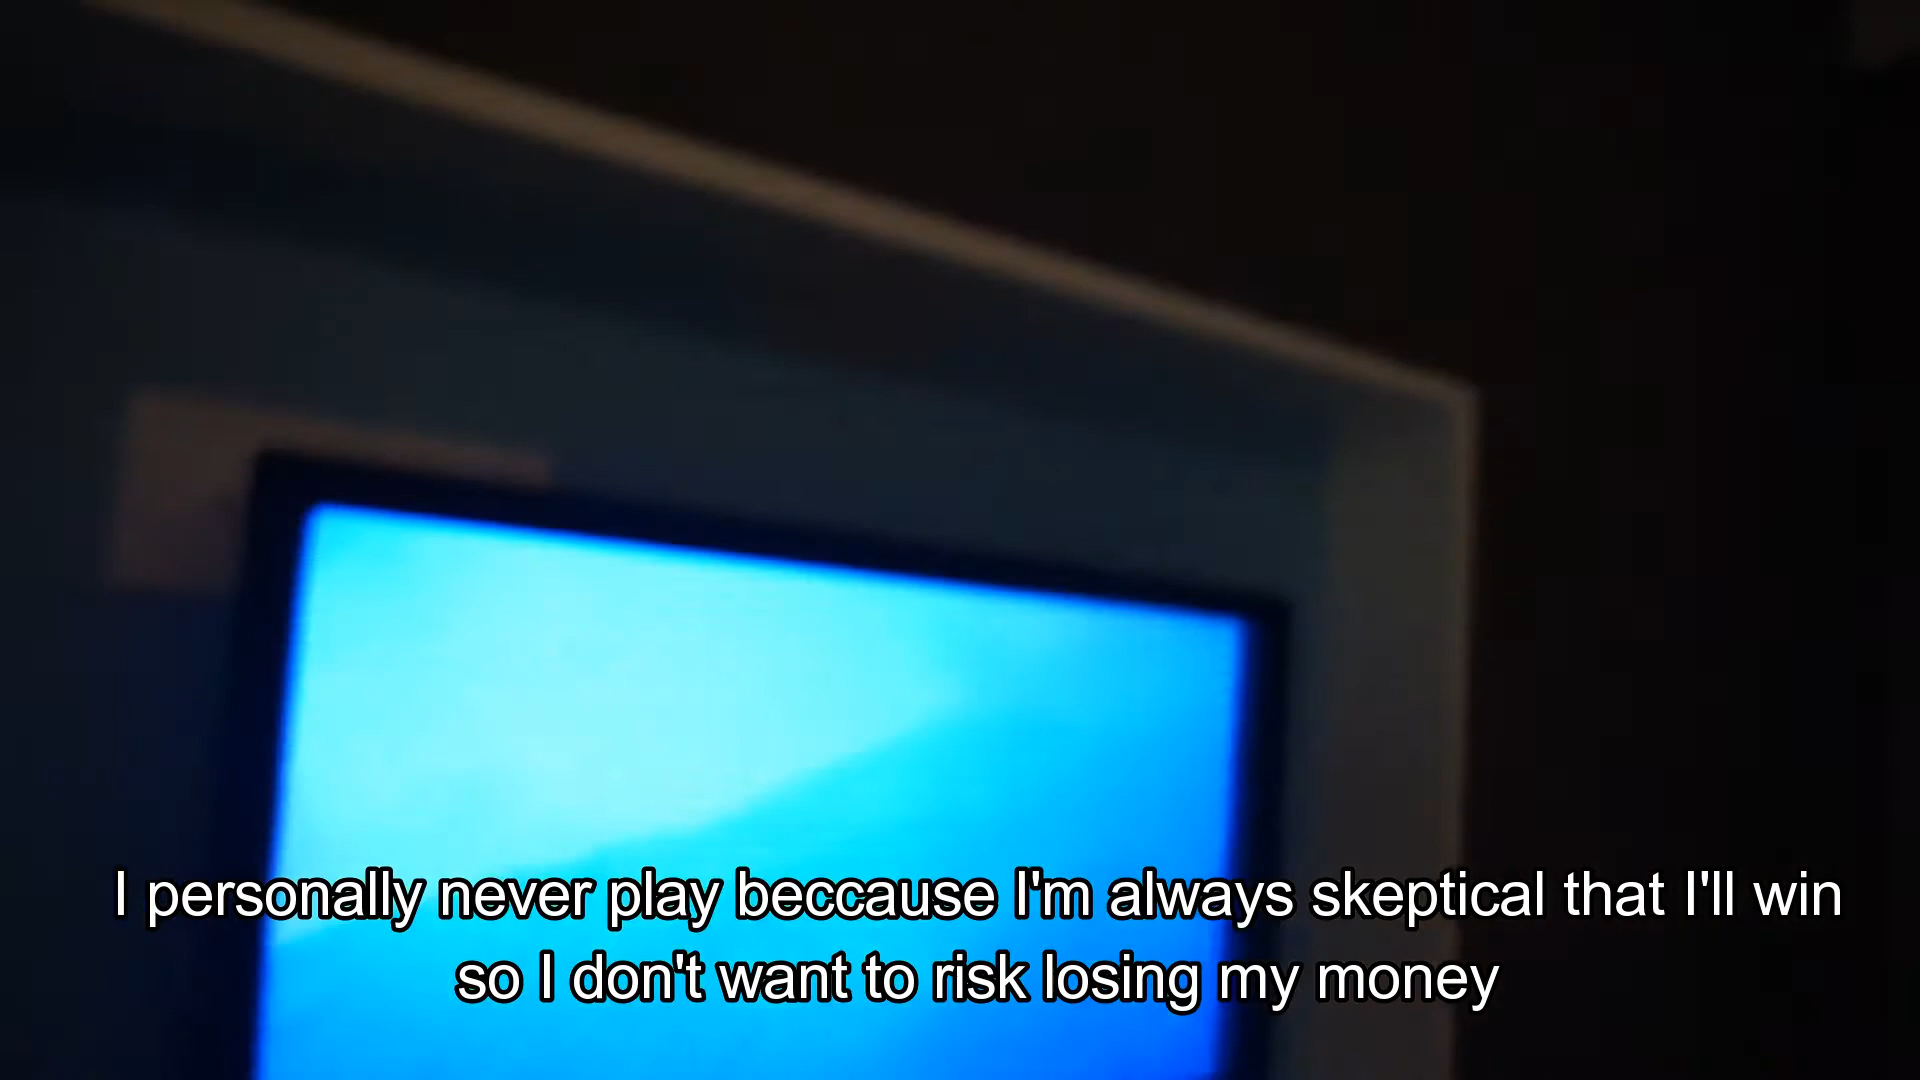 I personally never play beccause I'm always skeptical that I'll win
so I don't want to risk losing my money